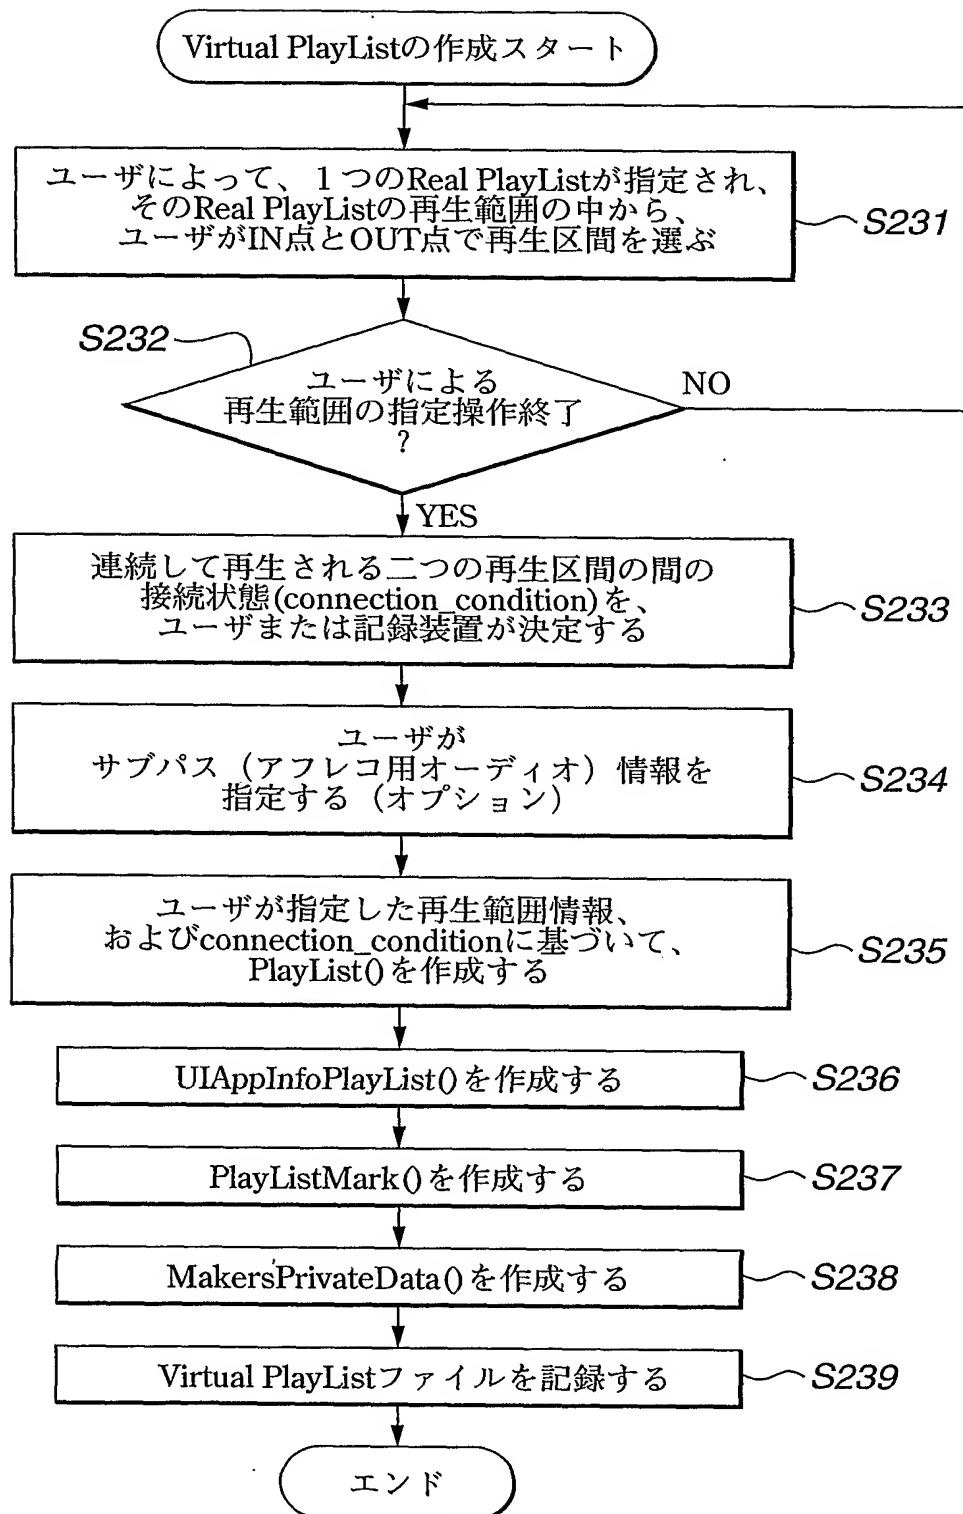 Virtual PlayListの作成スタート
ユーザによって、１つのReal PlayListが指定され、
そのReal PlayListの再生範囲の中から、
ユーザがIN点とOUT点で再生区間を選ぶ
S231
S232
ユーザによる
再生範囲の指定操作終了
?
NO
YES
連続して再生される二つの再生区間の間の
接続状態(connection_condition)を、
ユーザまたは記録装置が決定する
S233
ユーザが
サブパス（アフレコ用オーディオ）情報を
指定する（オプション）
S234
ユーザが指定した再生範囲情報、
およびconnection_conditionに基づいて、
PlayList()を作成する
S235
UIAppInfoPlayList()を作成する
S236
PlayListMark()を作成する
S237
MakersPrivateData()を作成する
S238
Virtual PlayListファイルを記録する
S239
エンド